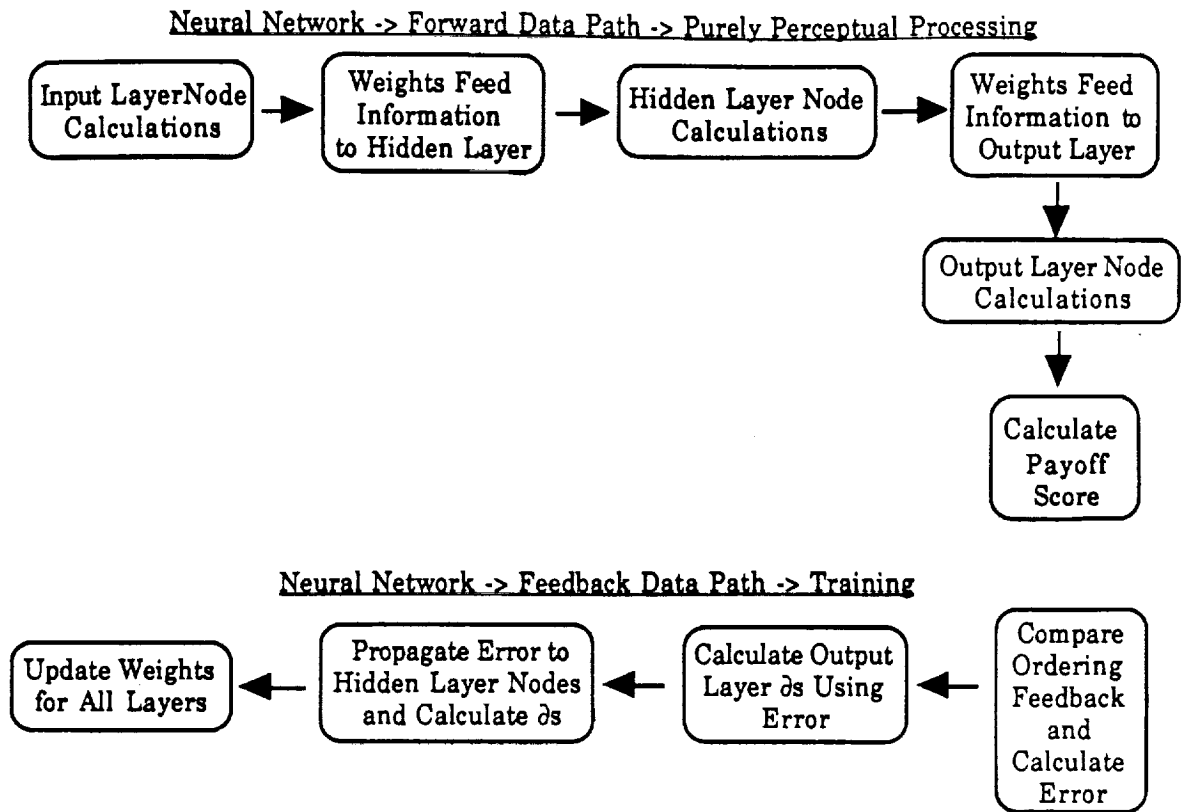 Neural Network -> Forward Data Path -> Purely Perceptual Processing
Input LayerNode
Calculations
Weights Feed
Information
to Hidden Layer
Hidden Layer Node
Calculations
Weights Feed
Information to
Output Layer
Output Layer Node
Calculations
Calculate
Payoff
Score
Neural Network -> Feedback Data Path -> Training
Update Weights
for All Layers
Propagate Error to
Hidden Layer Nodes
and Calculate ∂s
Calculate Output
Layer ∂s Using
Error
Compare
Ordering
Feedback
and
Calculate
Error